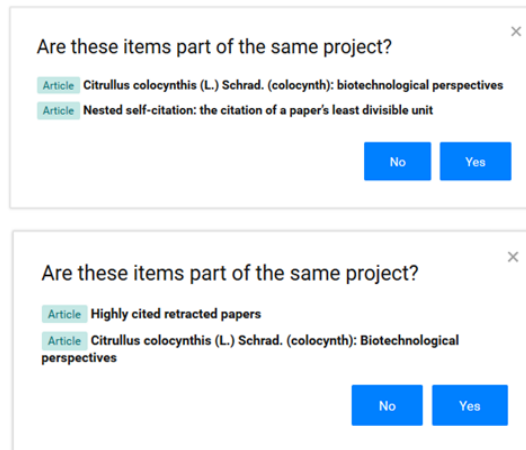 Are these items part of the same project?
Article Citrullus colocynthis (L.) Schrad. (colocynth): biotechnological perspectives
Article Nested self-citation: the citation of a paper's least divisible unit
No Yes
Are these items part of the same project?
Article Highly cited retracted papers
Article Citrullus colocynthis (L.) Schrad. (colocynth): Biotechnological
perspectives
No Yes